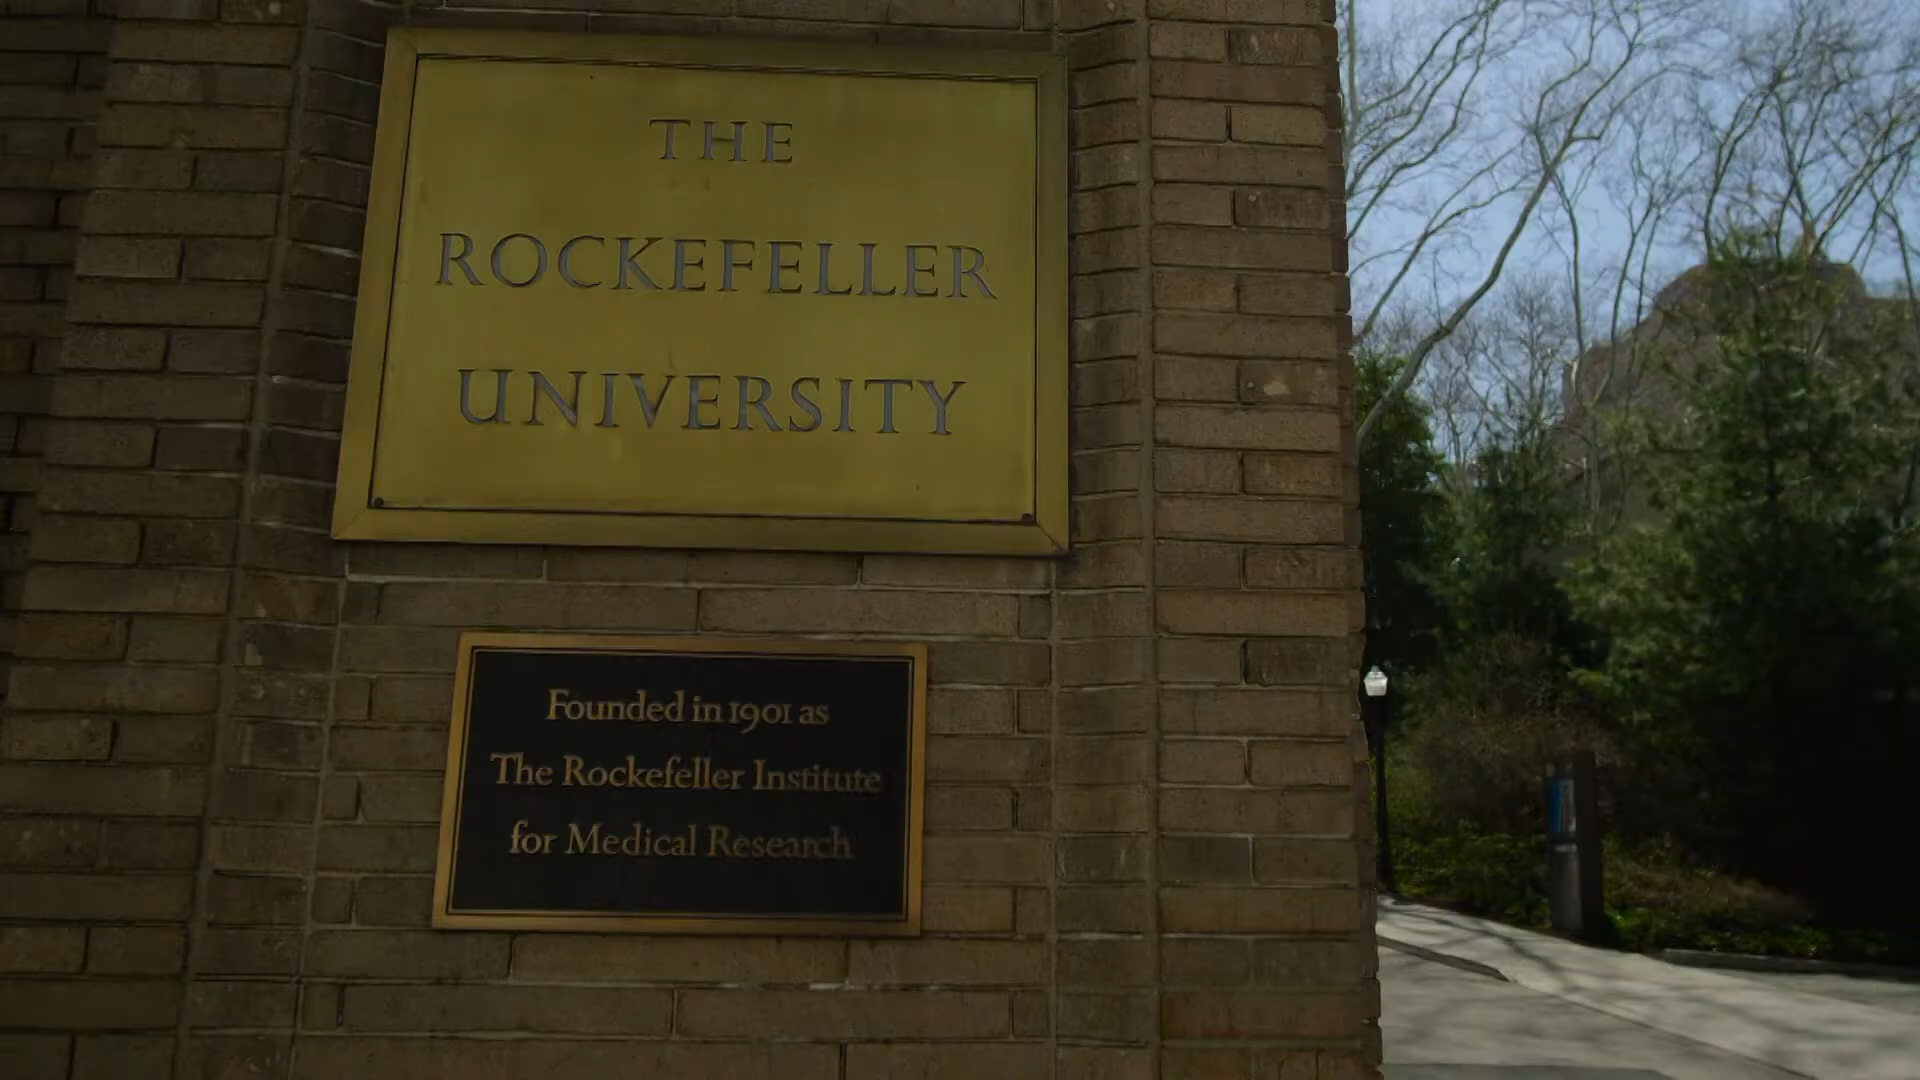 THE
ROCKEFELLER
UNIVERSITY
Founded in 1901 as
The Rockefeller Institute
for Medical Research